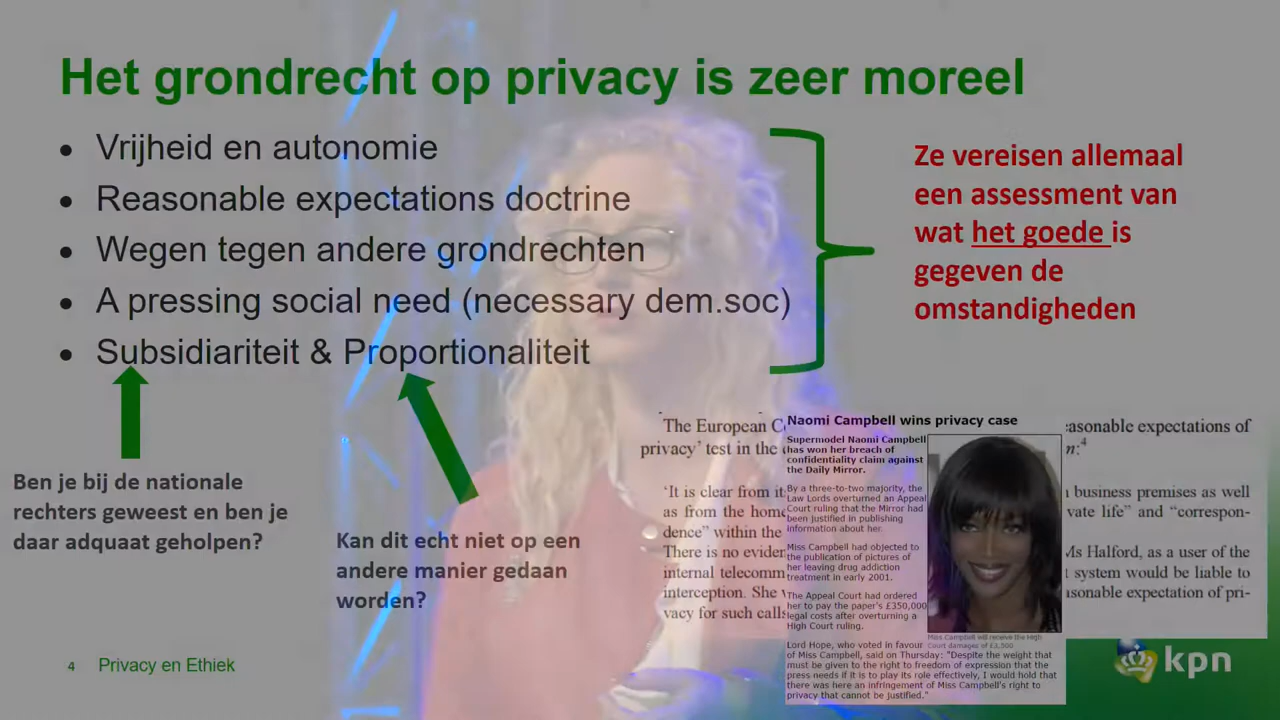 Het grondrecht op privacy is zeer moreel
• Vrijheid en autonomie
• Reasonable expectations doctrine
• Wegen tegen andere grondrechten
• A pressing social need (necessary dem.soc)
• Subsidiariteit & Proportionaliteit
Ze vereisen allemaal
een assessment van
wat het goede is
gegeven de
omstandigheden
Ben je bij de nationale
rechters geweest en ben je
daar adquaat geholpen?
Kan dit echt niet op een
andere manier gedaan
worden?
The European
privacy' test in the
'It is clear from it
as from the home
dence" within the
There is no eviden
internal telecomm
interception. She
vacy for such calls
Naomi Campbell wins privacy case
Supermodel Naomi Campbell
has won her breach of
confidentiality claim against
the Daily Mirror.
By a three-to-two majority, the
Law Lords overturned an Appeal
Court ruling that the Mirror had
been justified in publishing
information about her.
Miss Campbell had objected to
the publication of pictures of
her leaving drug addiction
treatment in early 2001.
The Appeal Court had ordered
her to pay the paper's £350,000
legal costs after overturning a
High Court ruling.
Miss Campbell will receive the High
Court damages of £3,500
Lord Hope, who voted in favour
of Miss Campbell, said on Thursday: "Despite the weight that
must be given to the right to freedom of expression that the
press needs if it is to play its role effectively, I would hold that
there was here an infringement of Miss Campbell's right to
privacy that cannot be justified."
easonable expectations of
n:4
business premises as well
vate life" and "correspon-
Ms Halford, as a user of the
system would be liable to
asonable expectation of pri-
4 Privacy en Ethiek
kpn